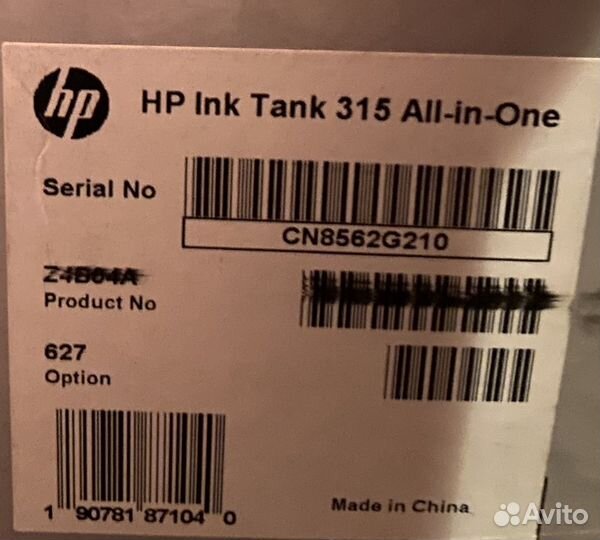 hp HP Ink Tank 315 All-in-One
Serial No
CN8562G210
Z4B04A
Product No
627
Option
1 90781 87104 0
Made in China
Avito